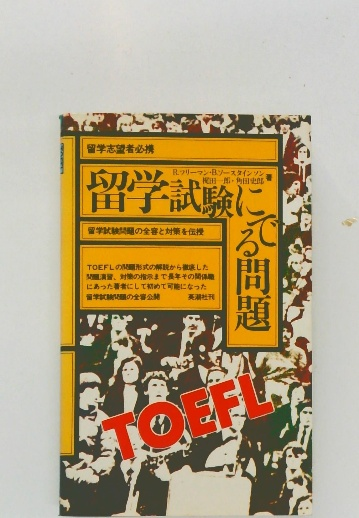 留学志望者必携
B.フリーマン・B.ソースタインソン
梶田一郎・角田史郎 著
留学試験にでる問題
留学試験問題の全容と対策を伝授
TOEFLの問題形式の解説から徹底した
問題演習、対策の指示まで長年その関係職
にあった著者にして初めて可能になった
留学試験問題の全容公開 英潮社刊
TOEFL